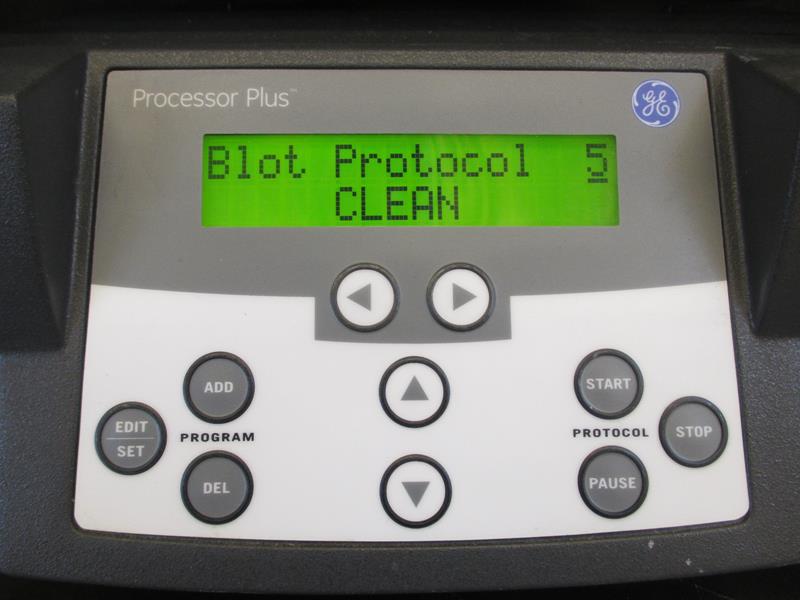 Processor Plus™
GE
Blot Protocol 5
CLEAN
ADD
START
EDIT
SET
PROGRAM
PROTOCOL
STOP
DEL
PAUSE